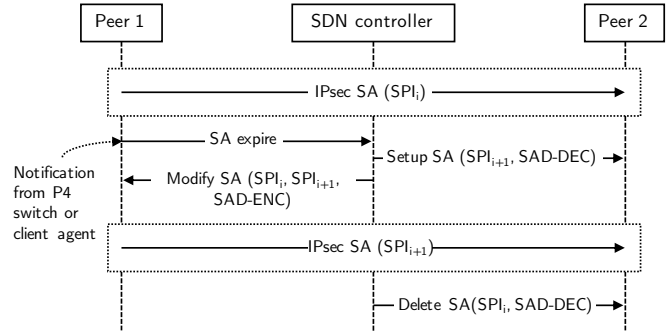 Peer 1
SDN controller
Peer 2
IPsec SA (SPIᵢ)
SA expire
Setup SA (SPIᵢ₊₁, SAD-DEC)
Notification
from P4
switch or
client agent
Modify SA (SPIᵢ, SPIᵢ₊₁,
SAD-ENC)
IPsec SA (SPIᵢ₊₁)
Delete SA(SPIᵢ, SAD-DEC)